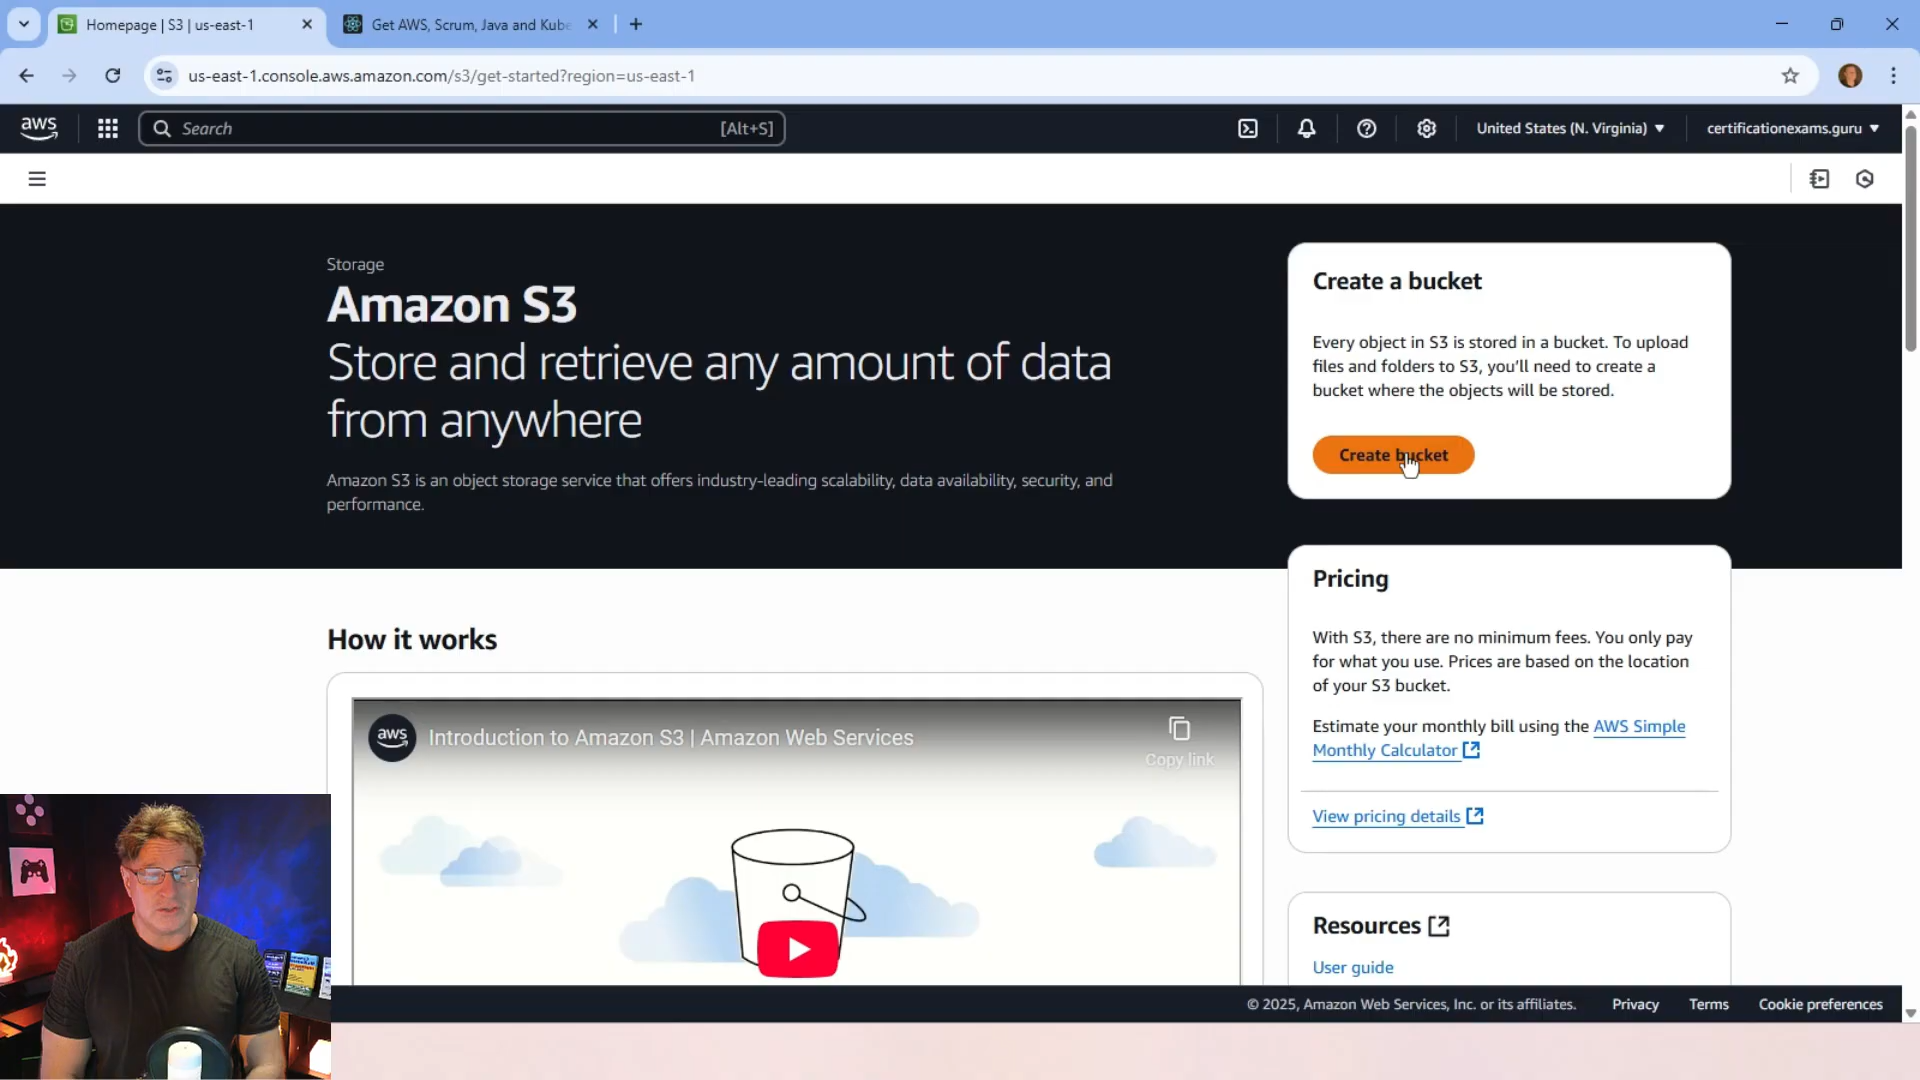 Homepage | S3 | us-east-1
Get AWS, Scrum, Java and Kube
us-east-1.console.aws.amazon.com/s3/get-started?region=us-east-1
aws
Search
[Alt+S]
United States (N. Virginia)
certificationexams.guru
Storage
Amazon S3
Store and retrieve any amount of data
from anywhere
Amazon S3 is an object storage service that offers industry-leading scalability, data availability, security, and
performance.
Create a bucket
Every object in S3 is stored in a bucket. To upload
files and folders to S3, you'll need to create a
bucket where the objects will be stored.
Create bucket
Pricing
With S3, there are no minimum fees. You only pay
for what you use. Prices are based on the location
of your S3 bucket.
Estimate your monthly bill using the AWS Simple
Monthly Calculator
View pricing details
How it works
aws
Introduction to Amazon S3 | Amazon Web Services
Copy link
Resources
User guide
© 2025, Amazon Web Services, Inc. or its affiliates.
Privacy
Terms
Cookie preferences